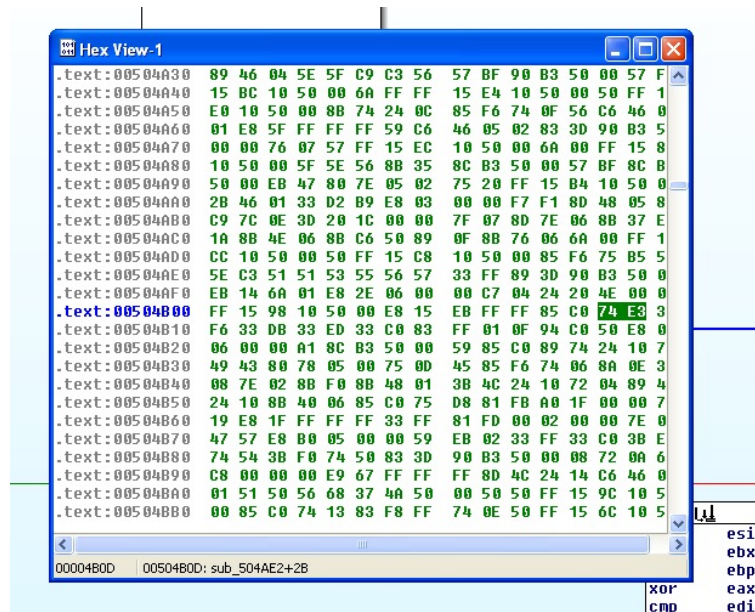 Hex View-1
.text:00504A30 89 46 04 5E 5F C9 C3 56 57 BF 90 B3 50 00 57 F
.text:00504A40 15 BC 10 50 00 6A FF FF 15 E4 10 50 00 50 FF 1
.text:00504A50 E0 10 50 00 8B 74 24 0C 85 F6 74 0F 56 C6 46 0
.text:00504A60 01 E8 5F FF FF FF 59 C6 46 05 02 83 3D 90 B3 5
.text:00504A70 00 00 76 07 57 FF 15 EC 10 50 00 6A 00 FF 15 8
.text:00504A80 10 50 00 5F 5E 56 8B 35 8C B3 50 00 57 BF 8C B
.text:00504A90 50 00 EB 47 80 7E 05 02 75 20 FF 15 B4 10 50 0
.text:00504AA0 2B 46 01 33 D2 B9 E8 03 00 00 F7 F1 8D 48 05 8
.text:00504AB0 C9 7C 0E 3D 20 1C 00 00 7F 07 8D 7E 06 8B 37 E
.text:00504AC0 1A 8B 4E 06 8B C6 50 89 0F 8B 76 06 6A 00 FF 1
.text:00504AD0 CC 10 50 00 50 FF 15 C8 10 50 00 85 F6 75 B5 5
.text:00504AE0 5E C3 51 51 53 55 56 57 33 FF 89 3D 90 B3 50 0
.text:00504AF0 EB 14 6A 01 E8 2E 06 00 00 C7 04 24 20 4E 00 0
.text:00504B00 FF 15 98 10 50 00 E8 15 EB FF FF 85 C0 74 E3 3
.text:00504B10 F6 33 DB 33 ED 33 C0 83 FF 01 0F 94 C0 50 E8 0
.text:00504B20 06 00 00 A1 8C B3 50 00 59 85 C0 89 74 24 10 7
.text:00504B30 49 43 80 78 05 00 75 0D 45 85 F6 74 06 8A 0E 3
.text:00504B40 08 7E 02 8B F0 8B 48 01 3B 4C 24 10 72 04 89 4
.text:00504B50 24 10 8B 40 06 85 C0 75 D8 81 FB A0 1F 00 00 7
.text:00504B60 19 E8 1F FF FF FF 33 FF 81 FD 00 02 00 00 7E 0
.text:00504B70 47 57 E8 B0 05 00 00 59 EB 02 33 FF 33 C0 3B E
.text:00504B80 74 54 3B F0 74 50 83 3D 90 B3 50 00 08 72 0A 6
.text:00504B90 C8 00 00 00 E9 67 FF FF FF 8D 4C 24 14 C6 46 0
.text:00504BA0 01 51 50 56 68 37 4A 50 00 50 50 FF 15 9C 10 5
.text:00504BB0 00 85 C0 74 13 83 F8 FF 74 0E 50 FF 15 6C 10 5
00004B0D 00504B0D: sub_504AE2+2B
esi
ebx
ebp
xor eax
cmp edi